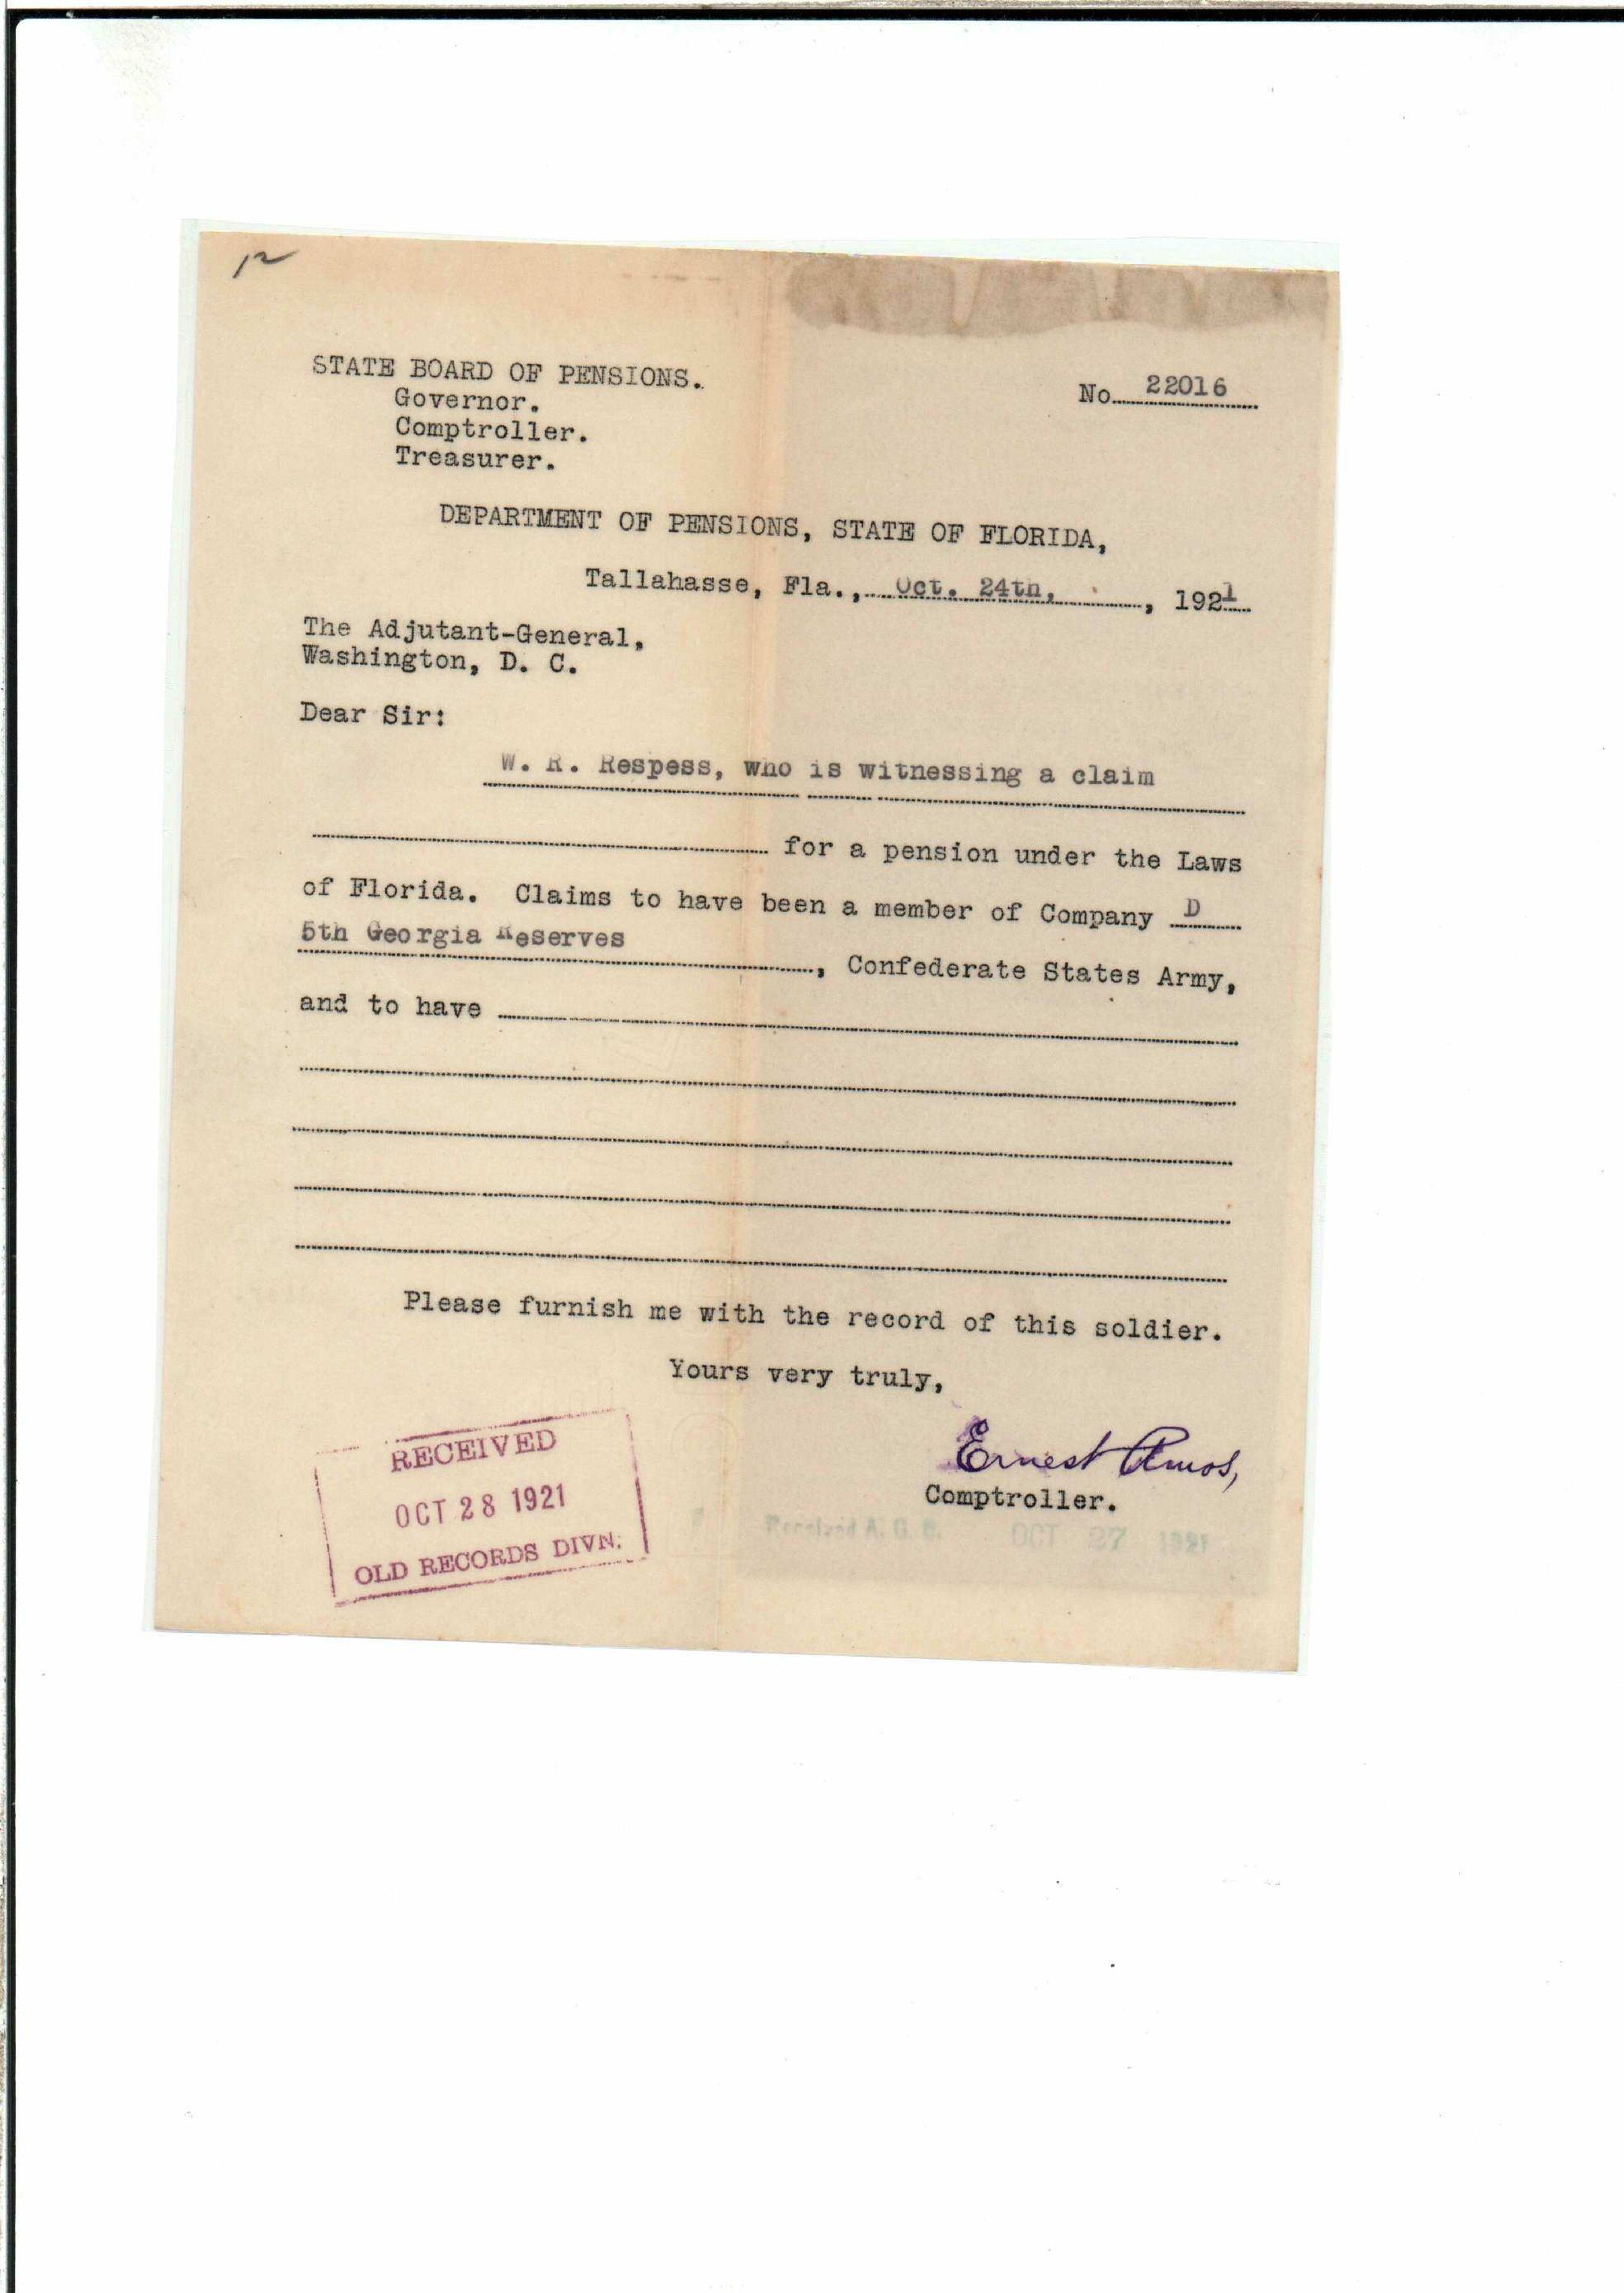 STATE BOARD OF PENSIONS.
Governor.
Comptroller.
Treasurer.
No. 22016
DEPARTMENT OF PENSIONS, STATE OF FLORIDA,
Tallahasse, Fla., Oct. 24th, , 1921
The Adjutant-General,
Washington, D. C.
Dear Sir:
W. R. Respess, who is witnessing a claim
for a pension under the Laws
of Florida. Claims to have been a member of Company D
5th Georgia Reserves
, Confederate States Army,
and to have
Please furnish me with the record of this soldier.
Yours very truly,
Ernest Amos,
Comptroller.
RECEIVED
OCT 28 1921
OLD RECORDS DIVN.
Received A. G. O. OCT 27 1921